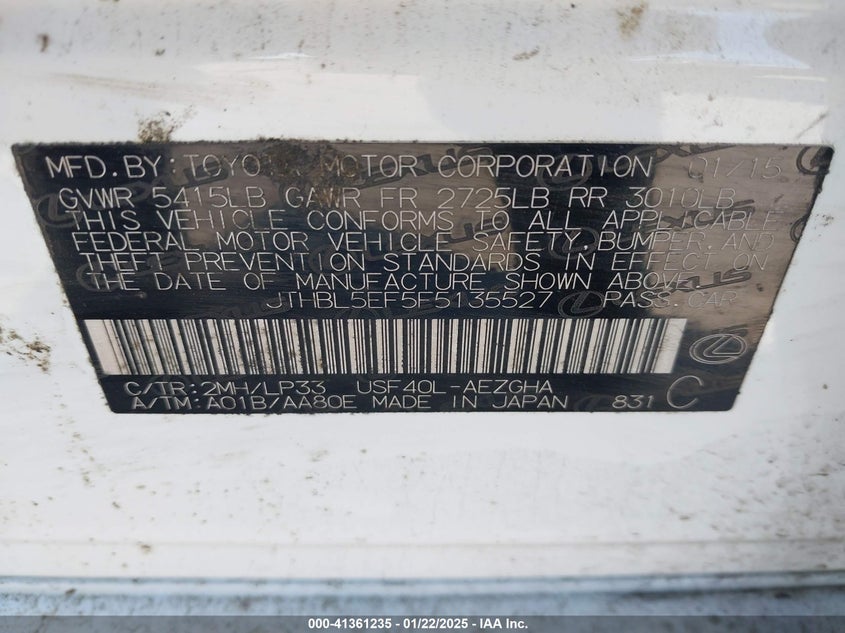 MFD.BY: TOYOTA MOTOR CORPORATION 01/15
GVWR 5415LB GAWR FR 2725LB RR 3010LB
THIS VEHICLE CONFORMS TO ALL APPLICABLE
FEDERAL MOTOR VEHICLE SAFETY, BUMPER, AND
THEFT PREVENTION STANDARDS IN EFFECT ON
THE DATE OF MANUFACTURE SHOWN ABOVE.
JTHBL5EF5F5135527 PASS.CAR
C/TR:2MH/LP33 USF40L-AEZGHA
A/TM:A01B/AA80E MADE IN JAPAN 831 C
000-41361235 - 01/22/2025 - IAA Inc.